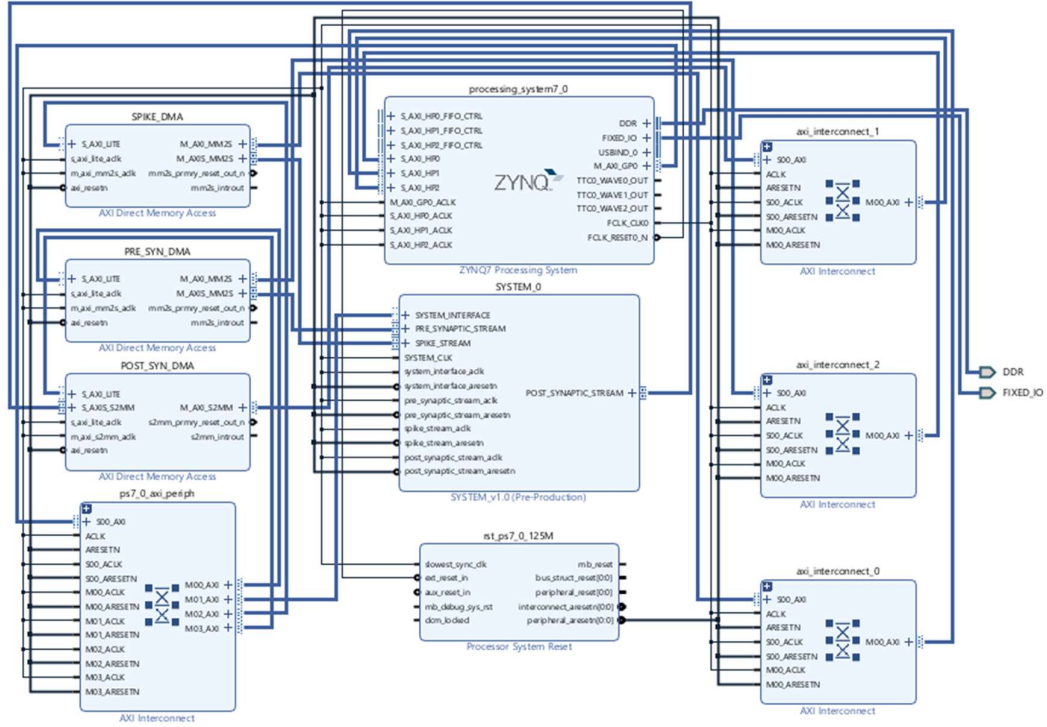 SPIKE_DMA
S_AXI_LITE
M_AXI_MM2S
s_axi_lite_aclk
M_AXIS_MM2S
m_axi_mm2s_aclk
mm2s_prmry_reset_out_n
axi_resetn
mm2s_introut
AXI Direct Memory Access
PRE_SYN_DMA
S_AXI_LITE
M_AXI_MM2S
s_axi_lite_aclk
M_AXIS_MM2S
m_axi_mm2s_aclk
mm2s_prmry_reset_out_n
axi_resetn
mm2s_introut
AXI Direct Memory Access
POST_SYN_DMA
S_AXI_LITE
S_AXIS_S2MM
M_AXI_S2MM
s_axi_lite_aclk
s2mm_prmry_reset_out_n
m_axi_s2mm_aclk
s2mm_introut
axi_resetn
AXI Direct Memory Access
ps7_0_axi_periph
S00_AXI
ACLK
ARESETN
S00_ACLK
S00_ARESETN
M00_ACLK
M00_ARESETN
M01_ACLK
M01_ARESETN
M02_ACLK
M02_ARESETN
M03_ACLK
M03_ARESETN
M00_AXI
M01_AXI
M02_AXI
M03_AXI
AXI Interconnect
processing_system7_0
S_AXI_HP0_FIFO_CTRL
S_AXI_HP1_FIFO_CTRL
S_AXI_HP2_FIFO_CTRL
S_AXI_HP0
S_AXI_HP1
S_AXI_HP2
M_AXI_GP0_ACLK
S_AXI_HP0_ACLK
S_AXI_HP1_ACLK
S_AXI_HP2_ACLK
ZYNQ
DDR
FIXED_IO
USBIND_0
M_AXI_GP0
TTC0_WAVE0_OUT
TTC0_WAVE1_OUT
TTC0_WAVE2_OUT
FCLK_CLK0
FCLK_RESET0_N
ZYNQ7 Processing System
SYSTEM_0
SYSTEM_INTERFACE
PRE_SYNAPTIC_STREAM
SPIKE_STREAM
SYSTEM_CLK
system_interface_aclk
system_interface_aresetn
pre_synaptic_stream_aclk
pre_synaptic_stream_aresetn
spike_stream_aclk
spike_stream_aresetn
post_synaptic_stream_aclk
post_synaptic_stream_aresetn
POST_SYNAPTIC_STREAM
SYSTEM_v1.0 (Pre-Production)
rst_ps7_0_125M
slowest_sync_clk
ext_reset_in
aux_reset_in
mb_debug_sys_rst
dcm_locked
mb_reset
bus_struct_reset[0:0]
peripheral_reset[0:0]
interconnect_aresetn[0:0]
peripheral_aresetn[0:0]
Processor System Reset
axi_interconnect_1
S00_AXI
ACLK
ARESETN
S00_ACLK
S00_ARESETN
M00_ACLK
M00_ARESETN
M00_AXI
AXI Interconnect
axi_interconnect_2
S00_AXI
ACLK
ARESETN
S00_ACLK
S00_ARESETN
M00_ACLK
M00_ARESETN
M00_AXI
AXI Interconnect
axi_interconnect_0
S00_AXI
ACLK
ARESETN
S00_ACLK
S00_ARESETN
M00_ACLK
M00_ARESETN
M00_AXI
AXI Interconnect
DDR
FIXED_IO